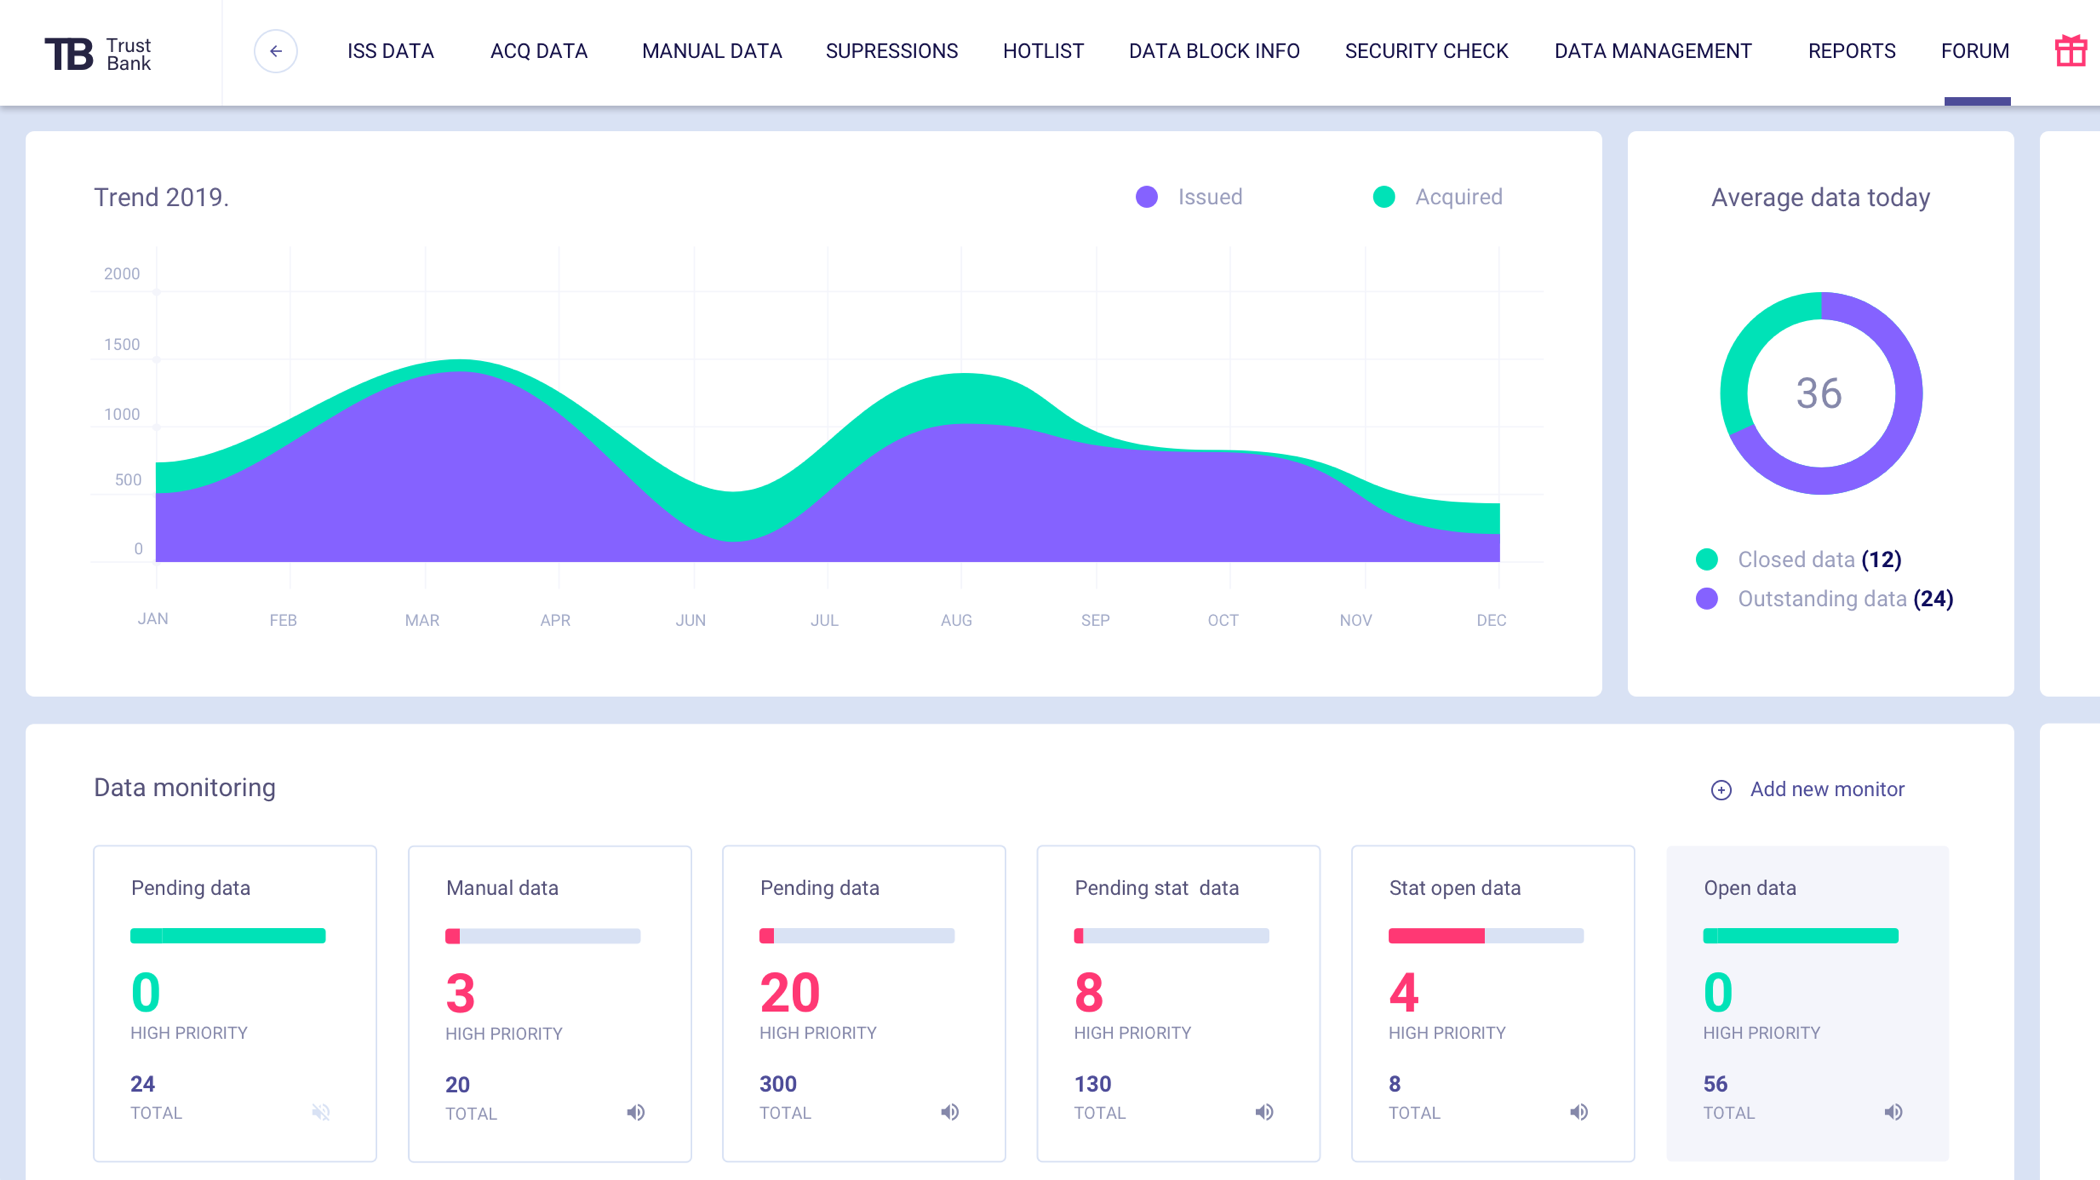 TB Trust
Bank
ISS DATA
ACQ DATA
MANUAL DATA
SUPRESSIONS
HOTLIST
DATA BLOCK INFO
SECURITY CHECK
DATA MANAGEMENT
REPORTS
FORUM
Trend 2019.
Issued
Acquired
2000
1500
1000
500
0
JAN
FEB
MAR
APR
JUN
JUL
AUG
SEP
OCT
NOV
DEC
Average data today
36
Closed data (12)
Outstanding data (24)
Data monitoring
Add new monitor
Pending data
0
HIGH PRIORITY
24
TOTAL
Manual data
3
HIGH PRIORITY
20
TOTAL
Pending data
20
HIGH PRIORITY
300
TOTAL
Pending stat  data
8
HIGH PRIORITY
130
TOTAL
Stat open data
4
HIGH PRIORITY
8
TOTAL
Open data
0
HIGH PRIORITY
56
TOTAL